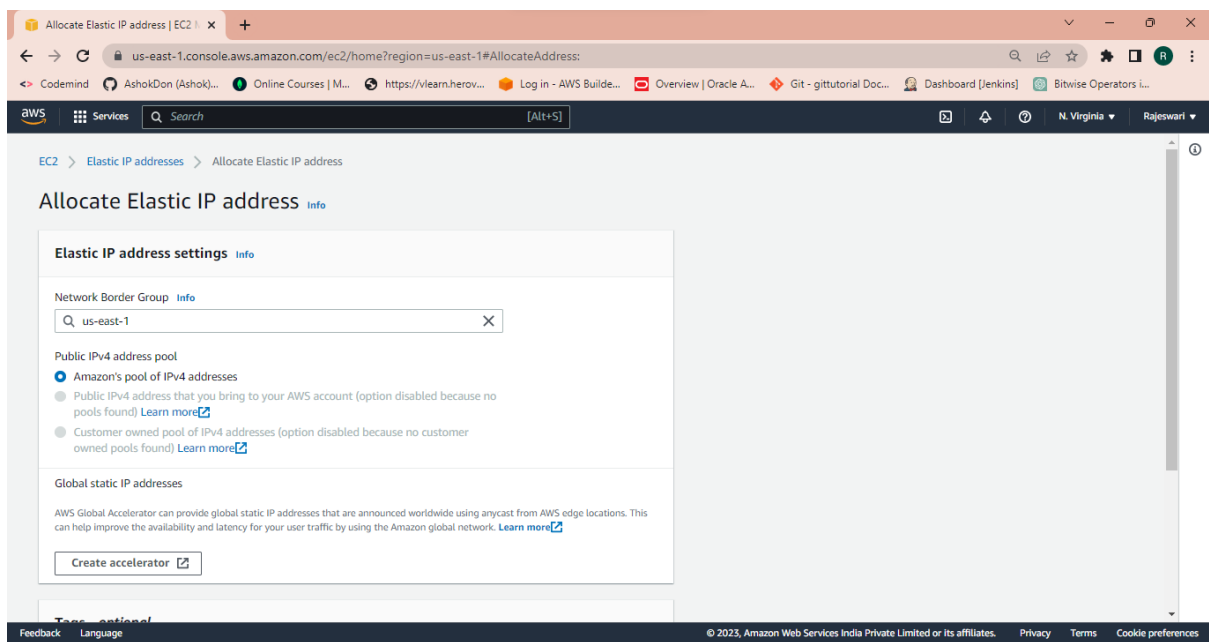 Allocate Elastic IP address | EC2
us-east-1.console.aws.amazon.com/ec2/home?region=us-east-1#AllocateAddress:
R
<> Codemind AshokDon (Ashok)... Online Courses | M... https://vlearn.herov... Log in - AWS Builde... Overview | Oracle A... Git - gittutorial Doc... Dashboard [Jenkins] Bitwise Operators i...
aws Services Search [Alt+S] N. Virginia Rajeswari
EC2 > Elastic IP addresses > Allocate Elastic IP address
Allocate Elastic IP address Info
Elastic IP address settings Info
Network Border Group Info
us-east-1
Public IPv4 address pool
Amazon's pool of IPv4 addresses
Public IPv4 address that you bring to your AWS account (option disabled because no
pools found) Learn more
Customer owned pool of IPv4 addresses (option disabled because no customer
owned pools found) Learn more
Global static IP addresses
AWS Global Accelerator can provide global static IP addresses that are announced worldwide using anycast from AWS edge locations. This
can help improve the availability and latency for your user traffic by using the Amazon global network. Learn more
Create accelerator
Tags - optional
Feedback Language © 2023, Amazon Web Services India Private Limited or its affiliates. Privacy Terms Cookie preferences